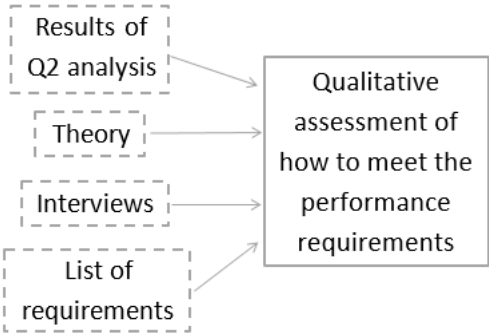 Results of
Q2 analysis
Theory
Interviews
List of
requirements
Qualitative
assessment of
how to meet the
performance
requirements